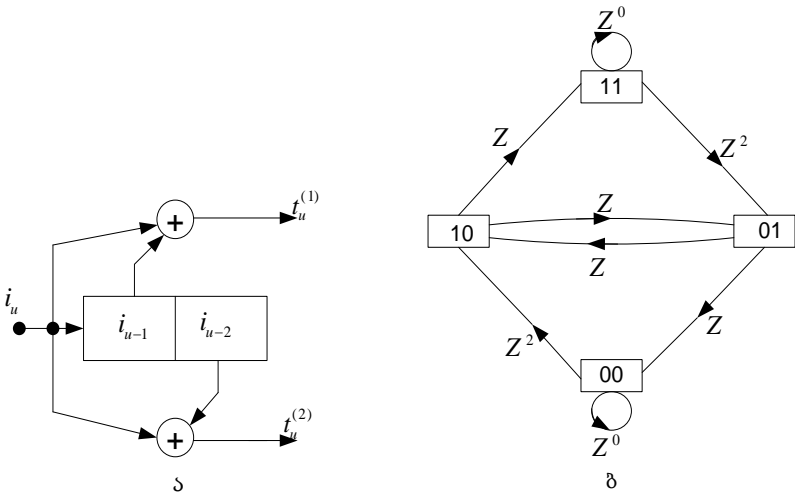 Z⁰
11
Z
Z²
t_u^(1)
+
Z
10
01
i_u
i_{u-1}
i_{u-2}
Z
Z
Z²
00
t_u^(2)
+
Z⁰
ა
ბ